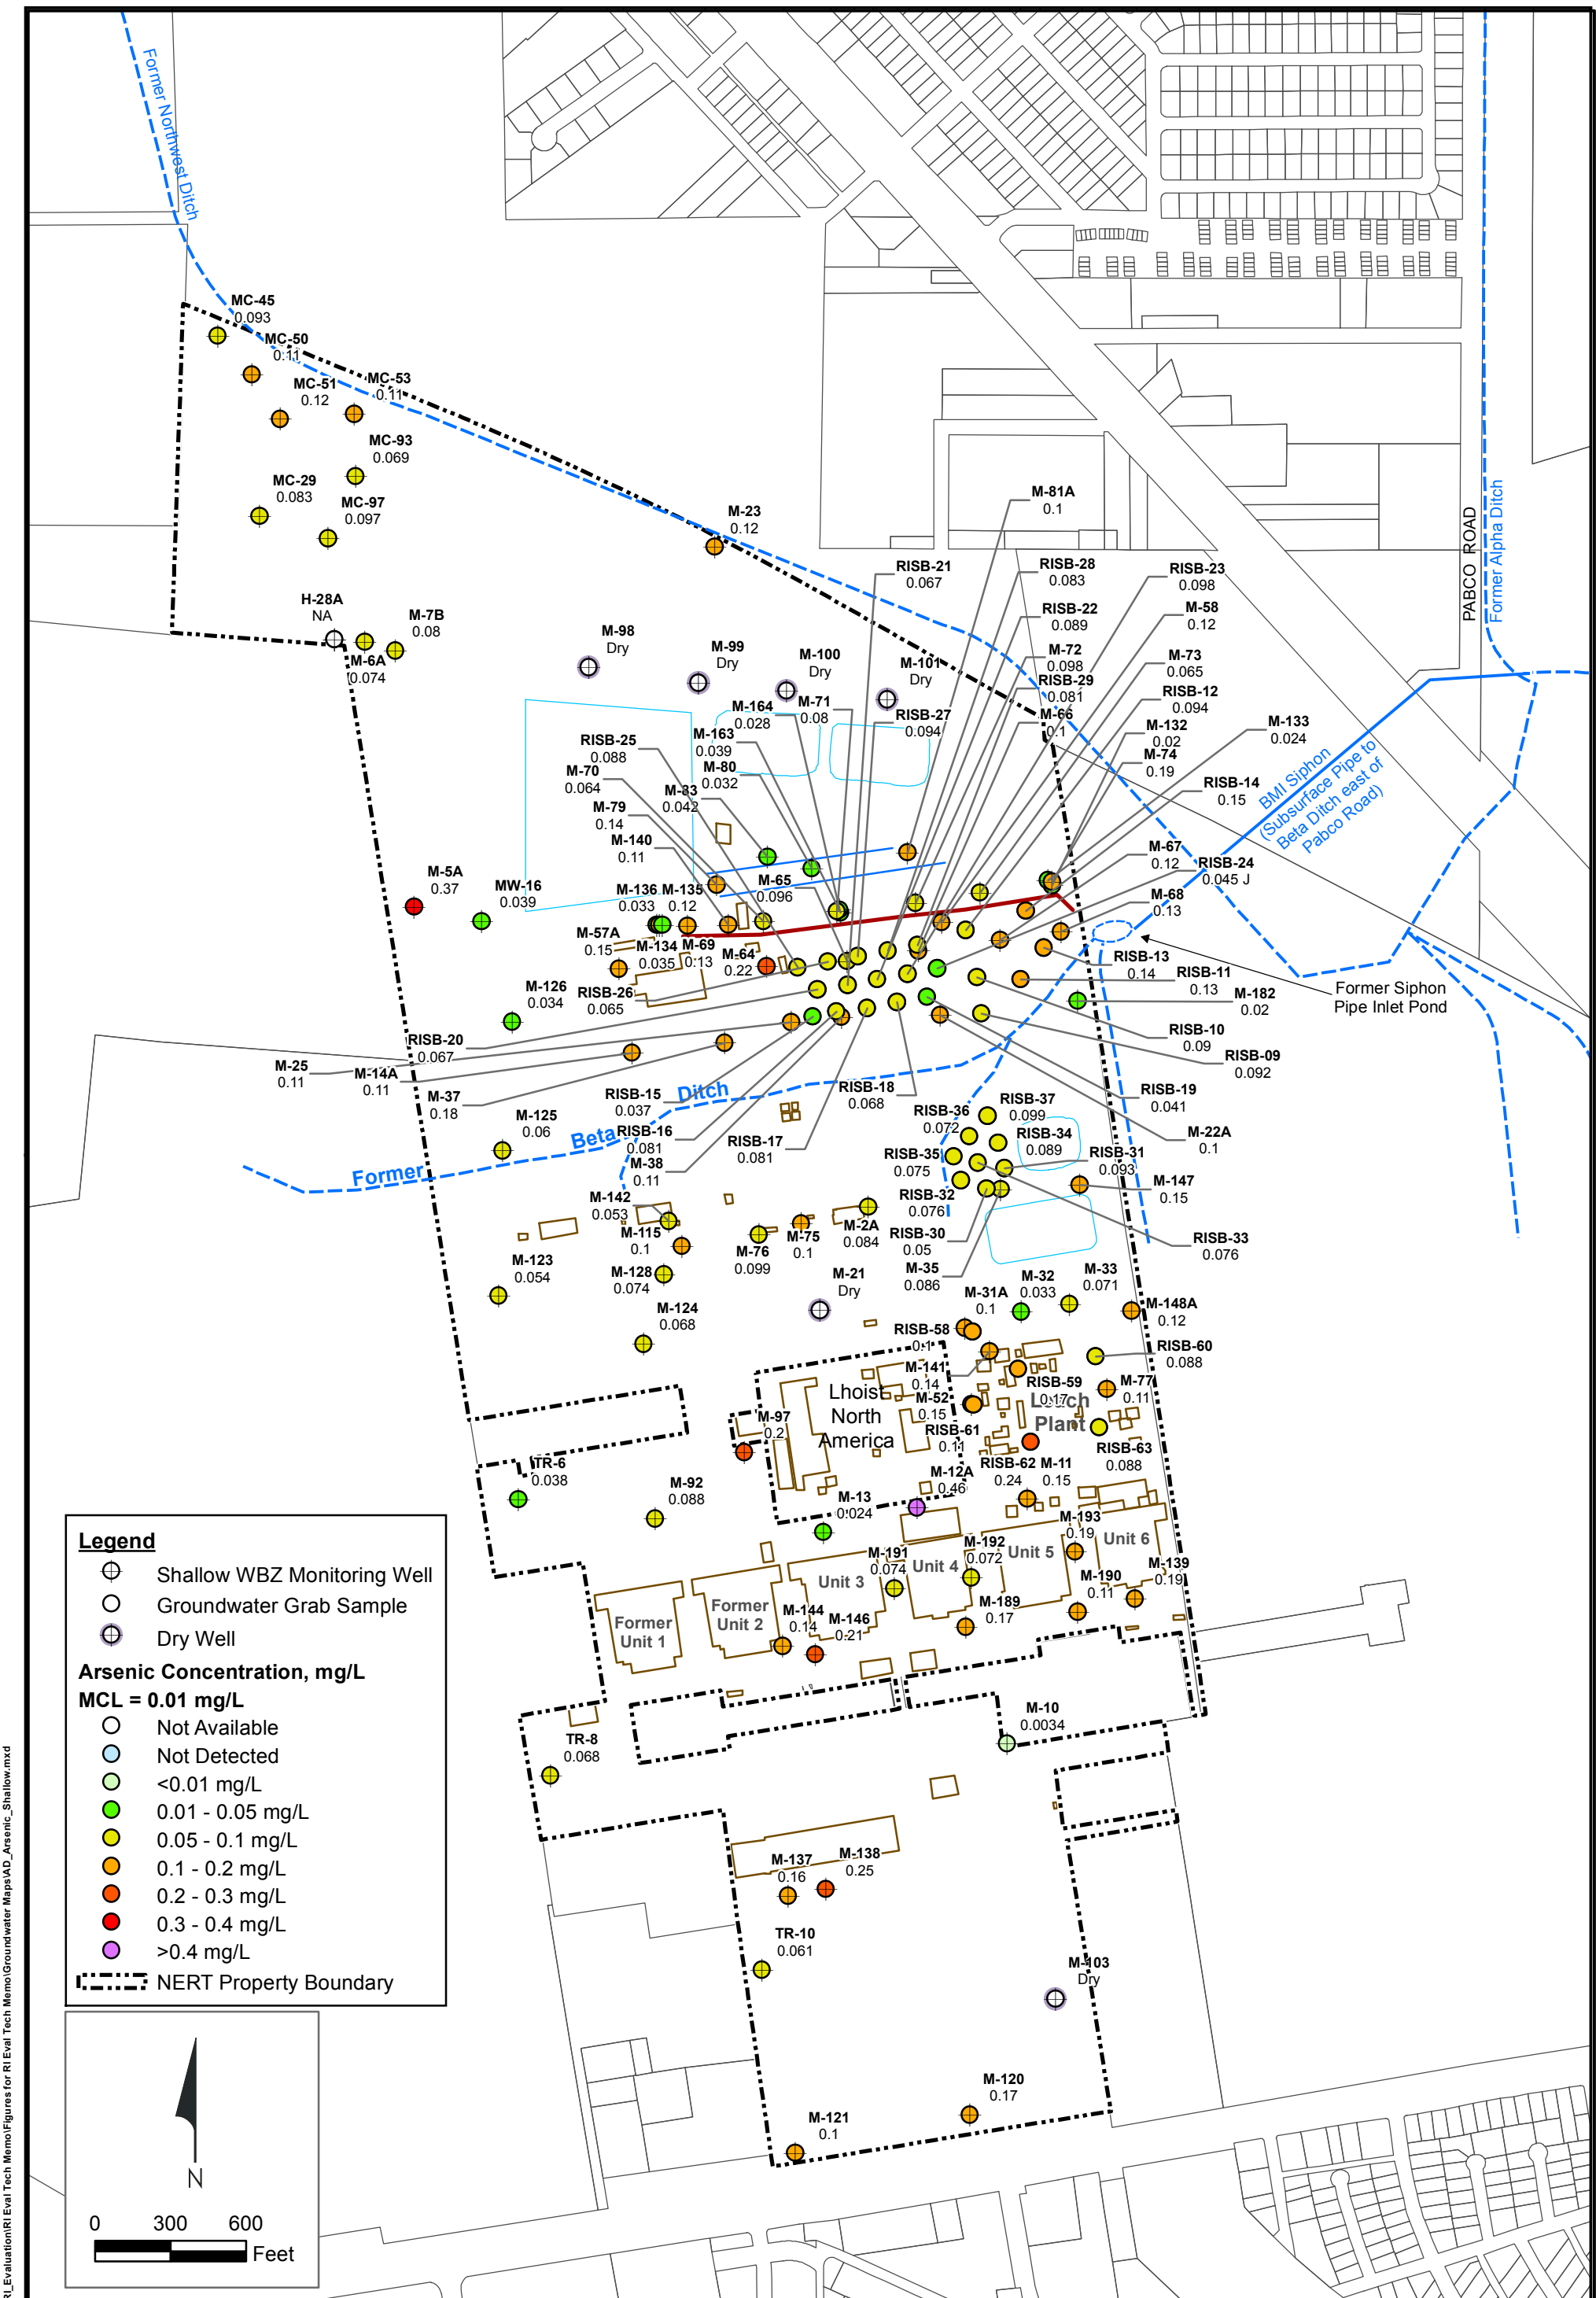 Former Northwest Ditch
MC-45
0.093
MC-50
0.11
MC-51
0.12
MC-53
0.11
MC-93
0.069
MC-29
0.083
MC-97
0.097
M-23
0.12
H-28A
NA
M-7B
0.08
M-6A
0.074
M-98
Dry
M-99
Dry
M-100
Dry
M-101
Dry
M-81A
0.1
RISB-21
0.067
RISB-28
0.083
RISB-23
0.098
RISB-22
0.089
M-58
0.12
M-72
0.098
M-73
0.065
RISB-29
0.081
RISB-12
0.094
M-66
0.1
M-132
0.02
M-133
0.024
M-74
0.19
RISB-14
0.15
M-164
0.028
M-71
0.08
RISB-27
0.094
M-163
0.039
RISB-25
0.088
M-80
0.032
M-70
0.064
M-83
0.042
M-79
0.14
M-140
0.11
M-67
0.12
RISB-24
0.045 J
M-68
0.13
PABCO ROAD
Former Alpha Ditch
BMI Siphon
(Subsurface Pipe to
Beta Ditch east of
Pabco Road)
M-5A
0.37
MW-16
0.039
M-136
0.033
M-135
0.12
M-65
0.096
M-57A
0.15
M-134
0.035
M-69
0.13
M-64
0.22
RISB-13
0.14
RISB-11
0.13
M-182
0.02
Former Siphon
Pipe Inlet Pond
M-126
0.034
RISB-26
0.065
RISB-10
0.09
RISB-20
0.067
RISB-09
0.092
M-25
0.11
M-14A
0.11
M-37
0.18
RISB-15
0.037
RISB-18
0.068
RISB-19
0.041
Former Beta Ditch
M-125
0.06
RISB-16
0.081
RISB-17
0.081
M-38
0.11
RISB-36
0.072
RISB-37
0.099
RISB-34
0.089
M-22A
0.1
RISB-35
0.075
RISB-31
0.093
M-147
0.15
RISB-32
0.076
RISB-30
0.05
RISB-33
0.076
M-35
0.086
M-142
0.053
M-115
0.1
M-76
0.099
M-75
0.1
M-2A
0.084
M-123
0.054
M-128
0.074
M-21
Dry
M-124
0.068
M-31A
0.1
M-32
0.033
M-33
0.071
M-148A
0.12
RISB-58
0.1
RISB-60
0.088
M-141
0.14
RISB-59
0.17
M-77
0.11
M-52
0.15
Leach
Plant
RISB-61
0.11
RISB-63
0.088
Lhoist
North
America
M-97
0.2
TR-6
0.038
M-92
0.088
M-12A
0.46
RISB-62
0.24
M-11
0.15
M-13
0.024
M-193
0.19
M-191
0.074
M-192
0.072
Unit 3
Unit 4
Unit 5
Unit 6
M-190
0.11
M-139
0.19
Former
Unit 1
Former
Unit 2
M-144
0.14
M-146
0.21
M-189
0.17
M-10
0.0034
TR-8
0.068
M-137
0.16
M-138
0.25
TR-10
0.061
M-103
Dry
M-120
0.17
M-121
0.1
Legend
Shallow WBZ Monitoring Well
Groundwater Grab Sample
Dry Well
Arsenic Concentration, mg/L
MCL = 0.01 mg/L
Not Available
Not Detected
<0.01 mg/L
0.01 - 0.05 mg/L
0.05 - 0.1 mg/L
0.1 - 0.2 mg/L
0.2 - 0.3 mg/L
0.3 - 0.4 mg/L
>0.4 mg/L
NERT Property Boundary
N
0 300 600
Feet
RI_Evaluation\RI Eval Tech Memo\Figures for RI Eval Tech Memo\Groundwater Maps\AD_Arsenic_Shallow.mxd